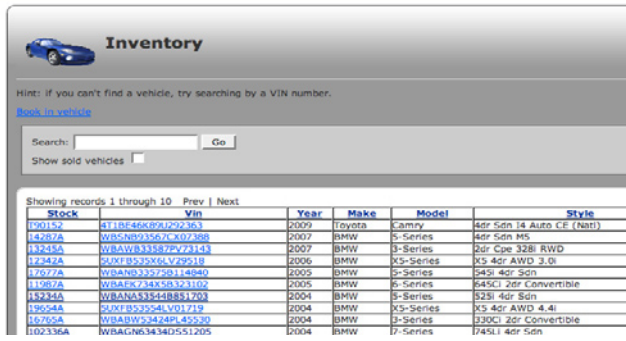 Inventory
Hint: if you can't find a vehicle, try searching by a VIN number.
Book in vehicle
Search: Go
Show sold vehicles
Showing records 1 through 10 Prev | Next
Stock Vin Year Make Model Style
T90152 4T1BE46K89U292363 2009 Toyota Camry 4dr Sdn I4 Auto CE (Natl)
14287A WBSNB93567CX07388 2007 BMW 5-Series 4dr Sdn M5
13245A WBAWB33587PV73143 2007 BMW 3-Series 2dr Cpe 328i RWD
12342A 5UXFB535X6LV29518 2006 BMW X5-Series X5 4dr AWD 3.0i
17677A WBANB33575B114840 2005 BMW 5-Series 545i 4dr Sdn
11987A WBAEK734X5B323102 2005 BMW 6-Series 645Ci 2dr Convertible
15234A WBANA53544B851703 2004 BMW 5-Series 525i 4dr Sdn
19654A 5UXFB53554LV01719 2004 BMW X5-Series X5 4dr AWD 4.4i
16765A WBABW53424PL45530 2004 BMW 3-Series 330Ci 2dr Convertible
102336A WBAGN63434DS51205 2004 BMW 7-Series 745Li 4dr Sdn